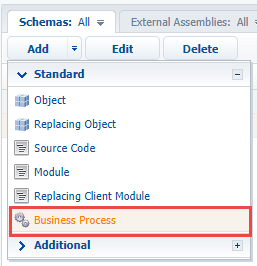 Schemas: All External Assemblies: All
Add Edit Delete
Standard
Object
Replacing Object
Source Code
Module
Replacing Client Module
Business Process
Additional